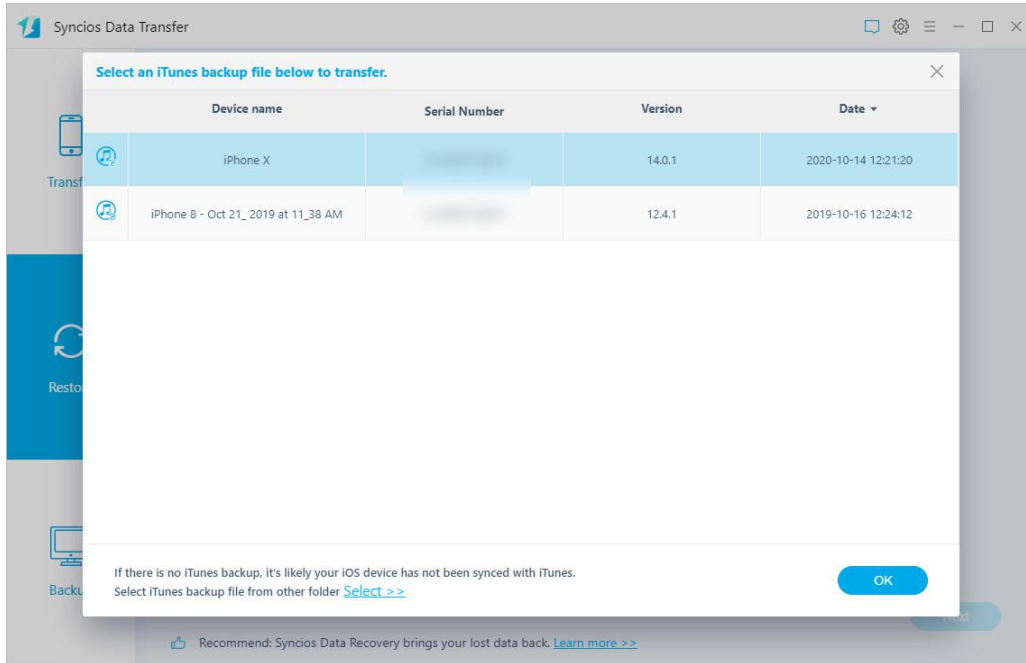 Syncios Data Transfer
Select an iTunes backup file below to transfer.
Device name Serial Number Version Date
iPhone X 14.0.1 2020-10-14 12:21:20
Transf
iPhone 8 - Oct 21_ 2019 at 11_38 AM 12.4.1 2019-10-16 12:24:12
Resto
If there is no iTunes backup, it's likely your iOS device has not been synced with iTunes.
Select iTunes backup file from other folder Select >>
OK
Backu
Next
Recommend: Syncios Data Recovery brings your lost data back. Learn more >>